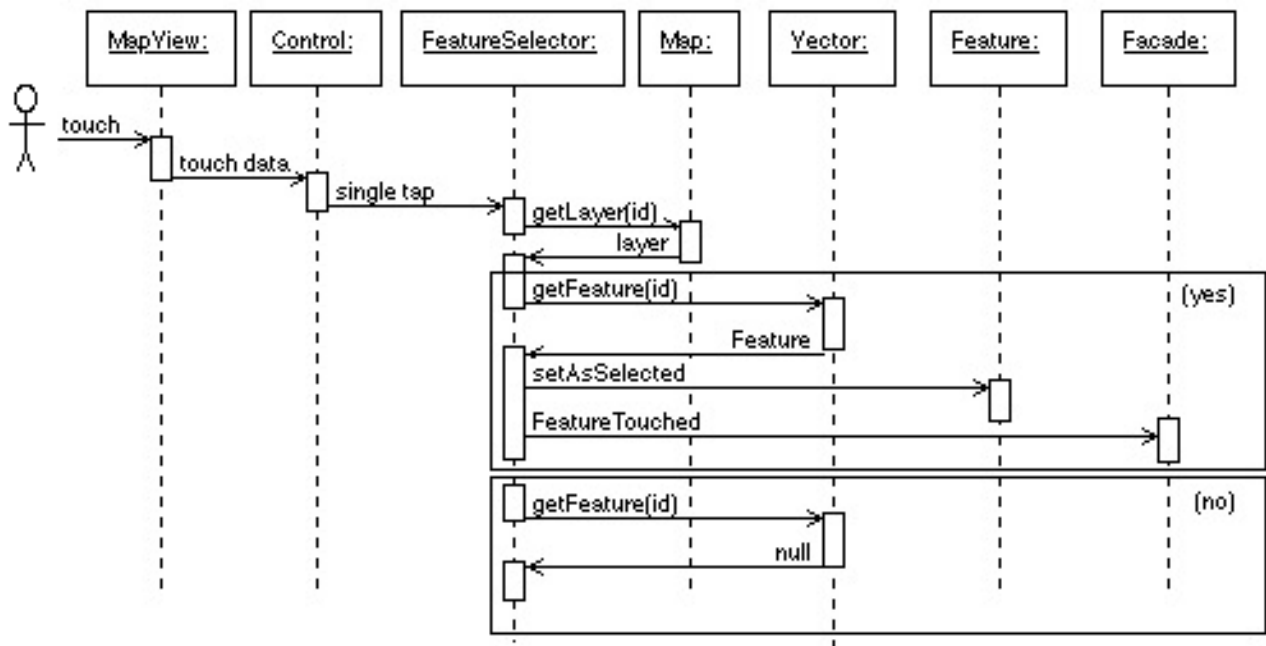 MapView: Control: FeatureSelector: Map: Vector: Feature: Facade:
touch
touch data
single tap
getLayer(id)
layer
getFeature(id) (yes)
Feature
setAsSelected
FeatureTouched
getFeature(id) (no)
null